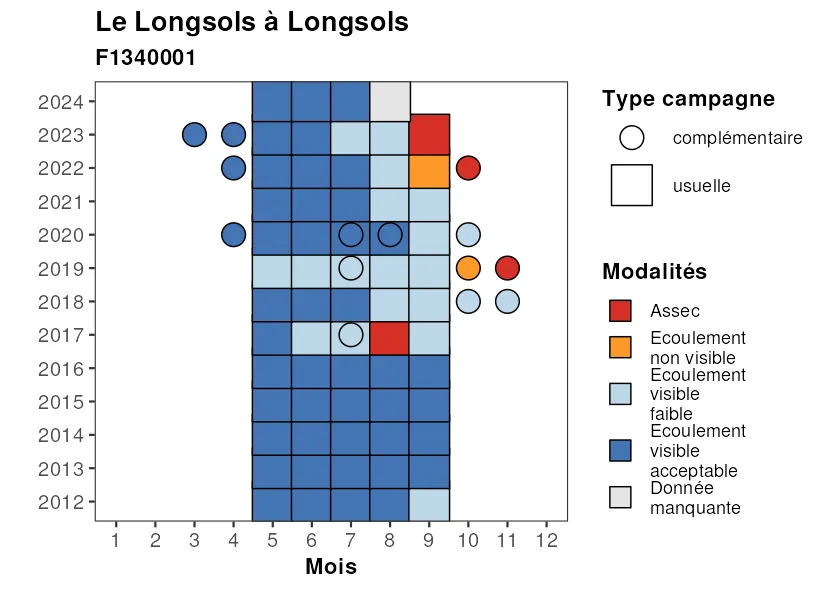 Le Longsols à Longsols
F1340001
2024
2023
2022
2021
2020
2019
2018
2017
2016
2015
2014
2013
2012
1 2 3 4 5 6 7 8 9 10 11 12
Mois
Type campagne
complémentaire
usuelle
Modalités
Assec
Ecoulement
non visible
Ecoulement
visible
faible
Ecoulement
visible
acceptable
Donnée
manquante